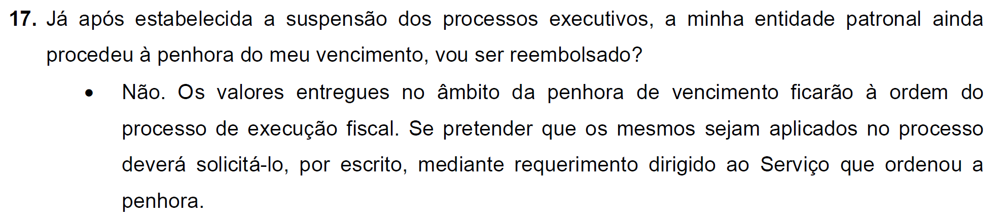 17. Já após estabelecida a suspensão dos processos executivos, a minha entidade patronal ainda
procedeu à penhora do meu vencimento, vou ser reembolsado?
• Não. Os valores entregues no âmbito da penhora de vencimento ficarão à ordem do
processo de execução fiscal. Se pretender que os mesmos sejam aplicados no processo
deverá solicitá-lo, por escrito, mediante requerimento dirigido ao Serviço que ordenou a
penhora.